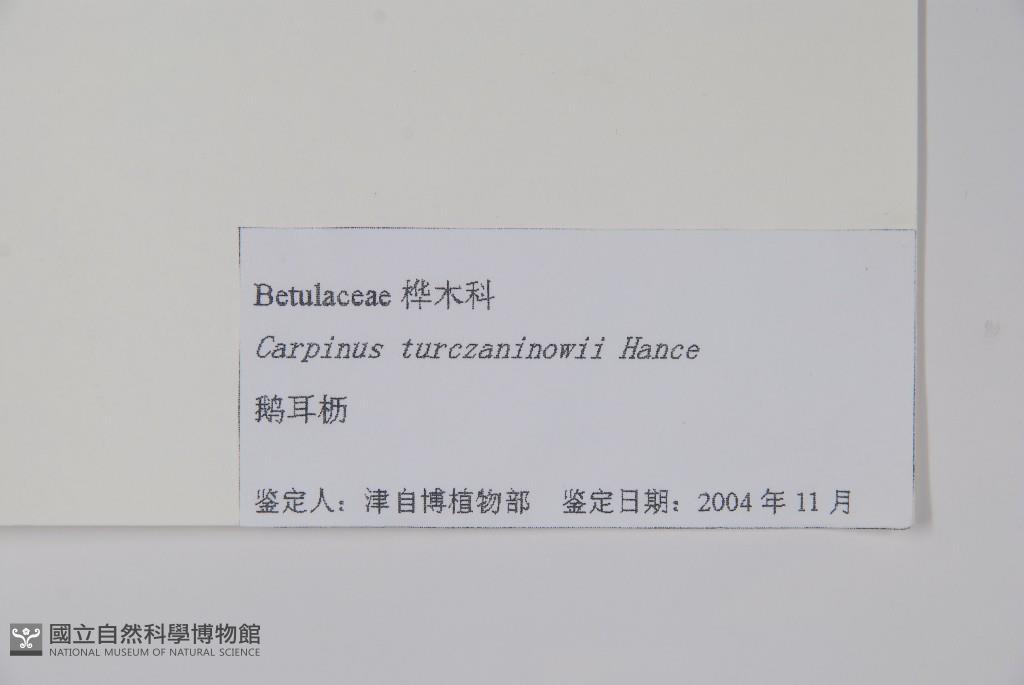 Betulaceae 桦木科
Carpinus turczaninowii Hance
鹅耳枥
鉴定人：津自博植物部 鉴定日期：2004 年 11 月
國立自然科學博物館
NATIONAL MUSEUM OF NATURAL SCIENCE